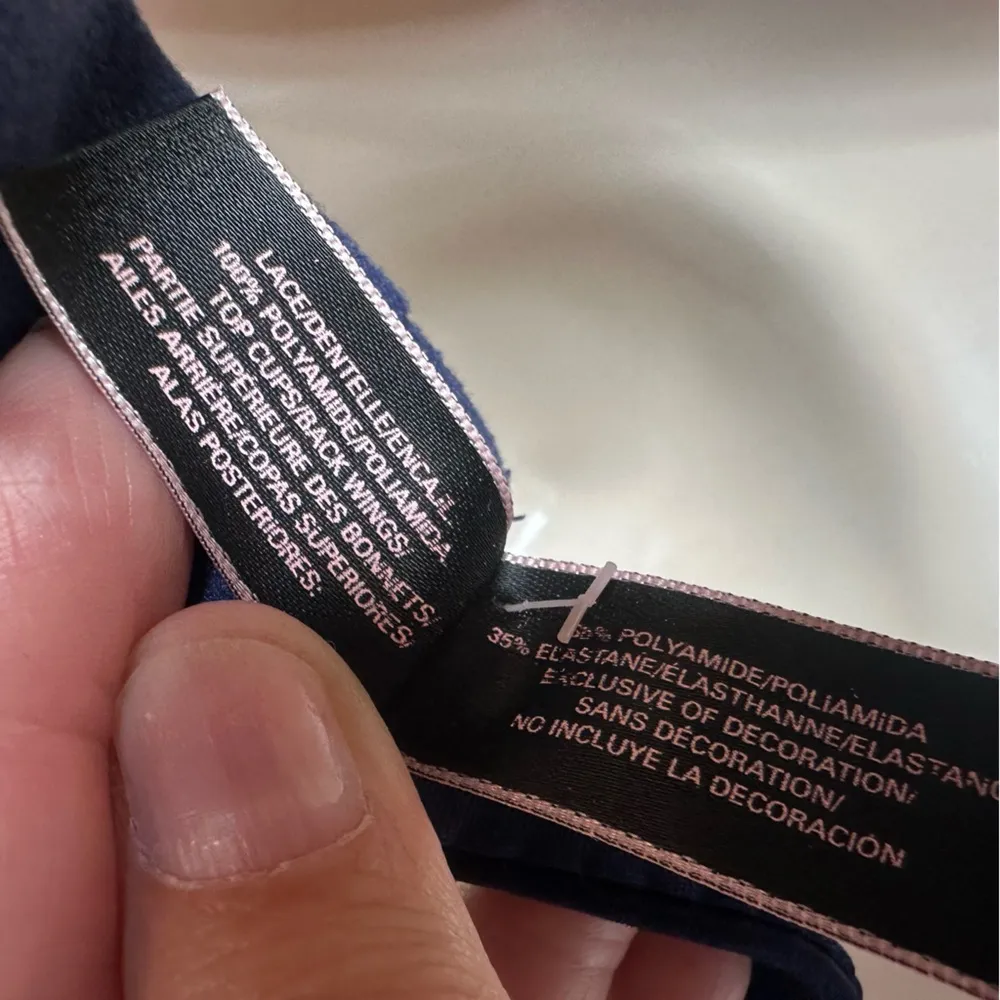 LACE/DENTELLE/ENCAJE
100% POLYAMIDE/POLIAMIDA
TOP CUPS/BACK WINGS/
PARTIE SUPÉRIEURE DES BONNETS/
AILES ARRIÈRE/COPAS SUPERIORES,
ALAS POSTERIORES:
POLYAMIDE/POLIAMIDA
35% ELASTANE/ÉLASTHANNE/ELASTANO
EXCLUSIVE OF DECORATION/
SANS DÉCORATION/
NO INCLUYE LA DECORACIÓN